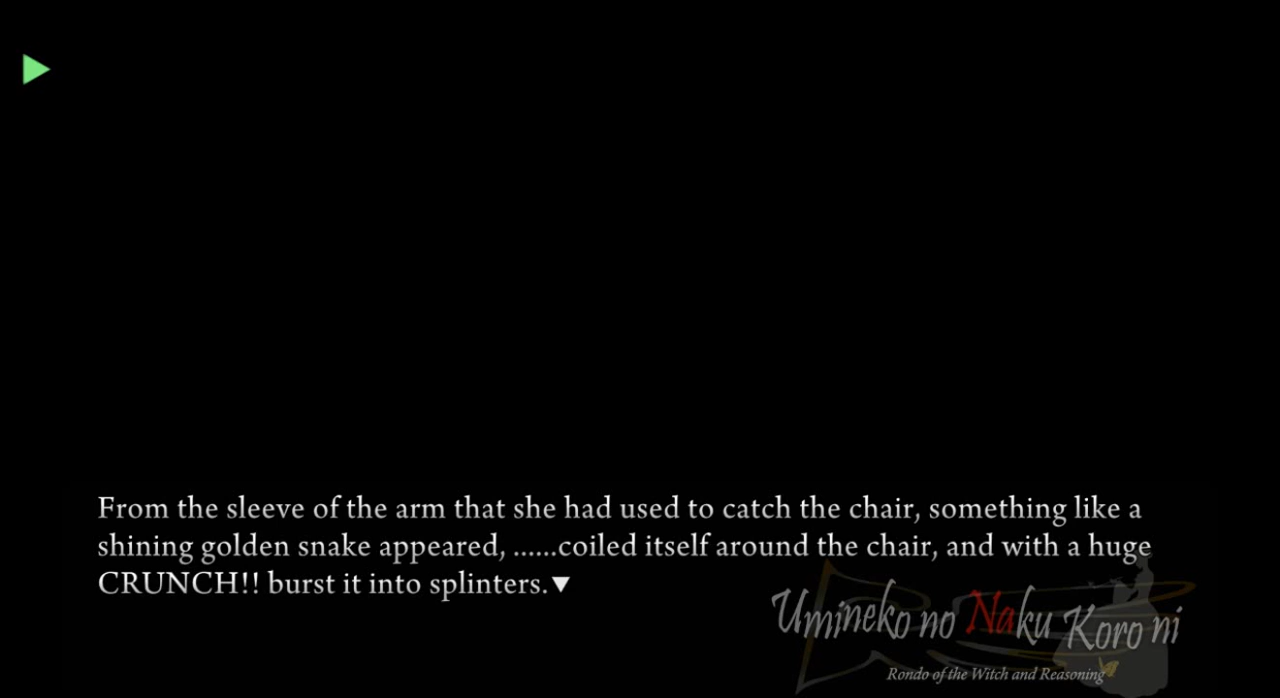 From the sleeve of the arm that she had used to catch the chair, something like a
shining golden snake appeared, ......coiled itself around the chair, and with a huge
CRUNCH!! burst it into splinters.▼
Umineko no Naku Koro ni
Rondo of the Witch and Reasoning